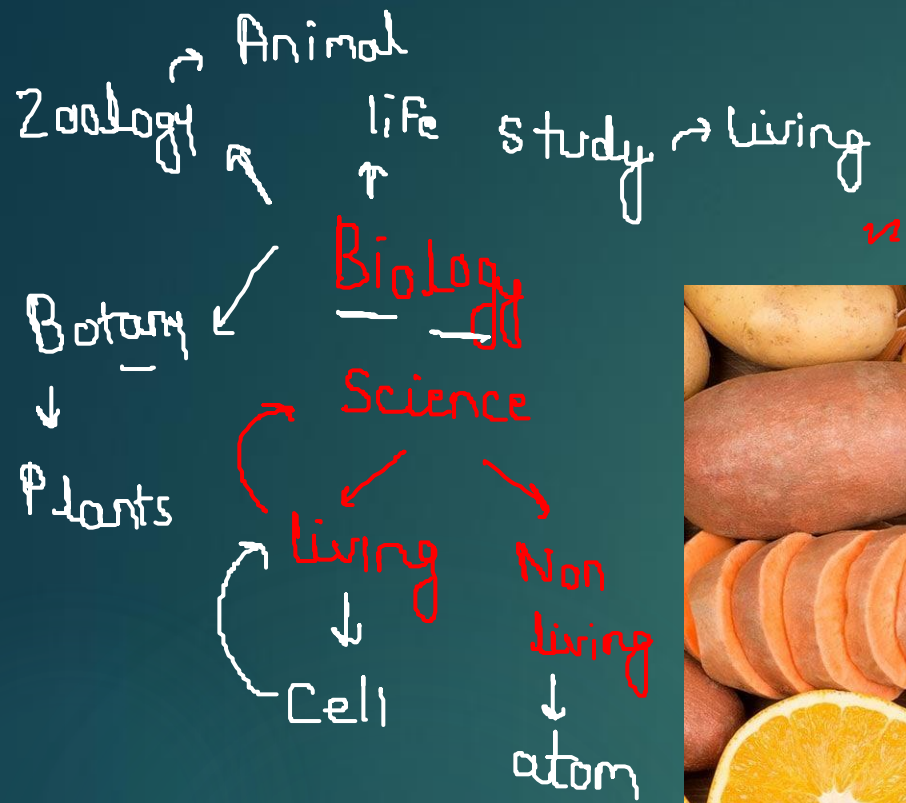 Animal
Zoology
life
Study → Living
Biology
Botany
Science
Plants
Living
Non
living
Cell
atom